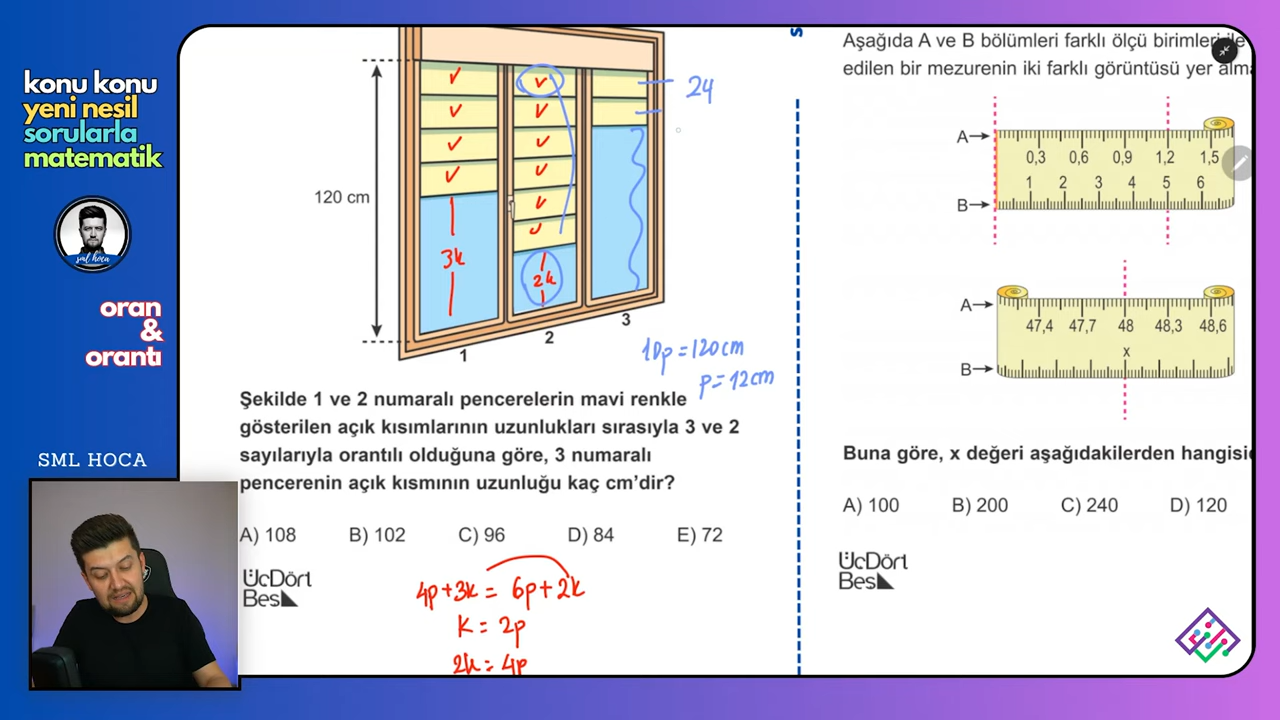 konu konu
yeni nesil
sorularla
matematik
sml hoca
oran
&
orantı
SML HOCA
120 cm
3k
2k
24
1
2
3
10p = 120cm
p = 12cm
Şekilde 1 ve 2 numaralı pencerelerin mavi renkle
gösterilen açık kısımlarının uzunlukları sırasıyla 3 ve 2
sayılarıyla orantılı olduğuna göre, 3 numaralı
pencerenin açık kısmının uzunluğu kaç cm'dir?
A) 108 B) 102 C) 96 D) 84 E) 72
ÜçDört
Beş
4p+3k = 6p+2k
k = 2p
2k = 4p
Aşağıda A ve B bölümleri farklı ölçü birimleri ile
edilen bir mezurenin iki farklı görüntüsü yer alma
A
0,3 0,6 0,9 1,2 1,5
1 2 3 4 5 6
B
A
47,4 47,7 48 48,3 48,6
x
B
Buna göre, x değeri aşağıdakilerden hangisi
A) 100 B) 200 C) 240 D) 120
ÜçDört
Beş